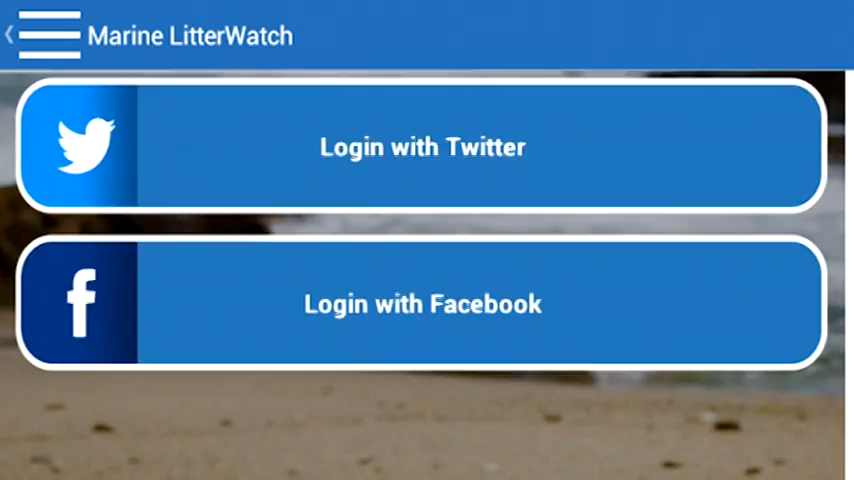 Marine LitterWatch
Login with Twitter
Login with Facebook